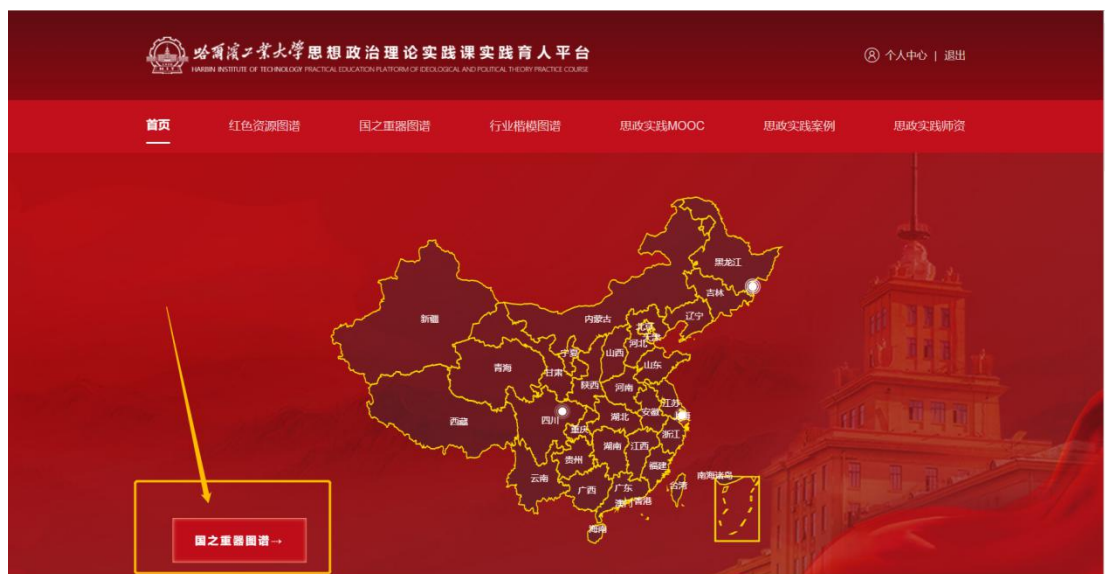 哈爾濱工業大學思想政治理论实践课实践育人平台
HARBIN INSTITUTE OF TECHNOLOGY PRACTICAL EDUCATION PLATFORM OF IDEOLOGICAL AND POLITICAL THEORY PRACTICE COURSE
个人中心 | 退出
首页 红色资源图谱 国之重器图谱 行业楷模图谱 思政实践MOOC 思政实践案例 思政实践师资
黑龙江
吉林
新疆 内蒙古 辽宁
北京
天津
河北
宁夏 山西
青海 甘肃 山东
陕西 河南
江苏
西藏 四川 湖北 安徽 上海
重庆 浙江
湖南 江西
贵州 福建
云南 南海诸岛
广西 广东 台湾
澳门 香港
海南
国之重器图谱→